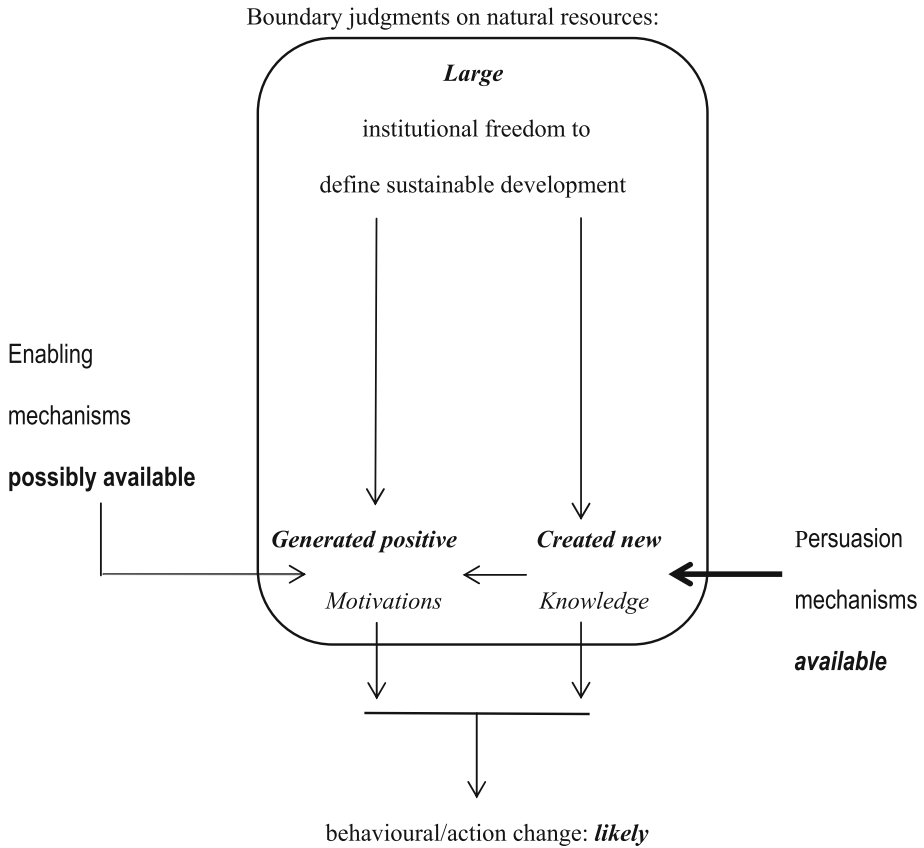 Boundary judgments on natural resources:
Large
institutional freedom to
define sustainable development
Enabling
mechanisms
possibly available
Generated positive
Motivations
Created new
Knowledge
Persuasion
mechanisms
available
behavioural/action change: likely